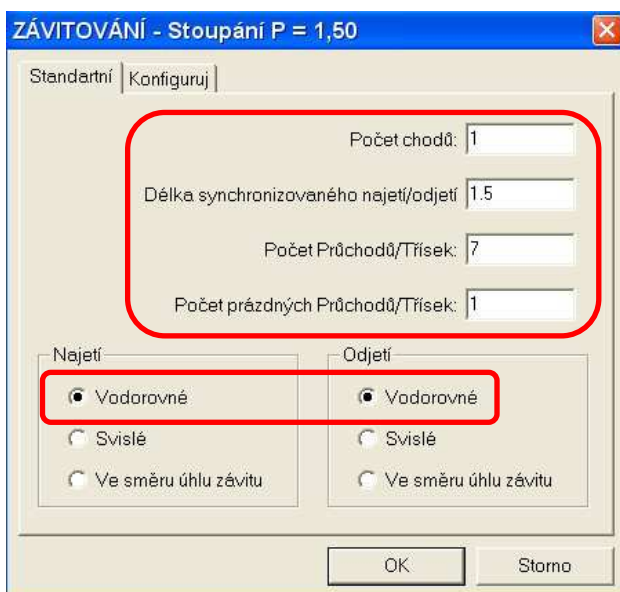 ZÁVITOVÁNÍ - Stoupání P = 1,50
Standartní Konfiguruj
Počet chodů: 1
Délka synchronizovaného najetí/odjetí 1.5
Počet Průchodů/Třísek: 7
Počet prázdných Průchodů/Třísek: 1
Najetí Odjetí
Vodorovné Vodorovné
Svislé Svislé
Ve směru úhlu závitu Ve směru úhlu závitu
OK Storno